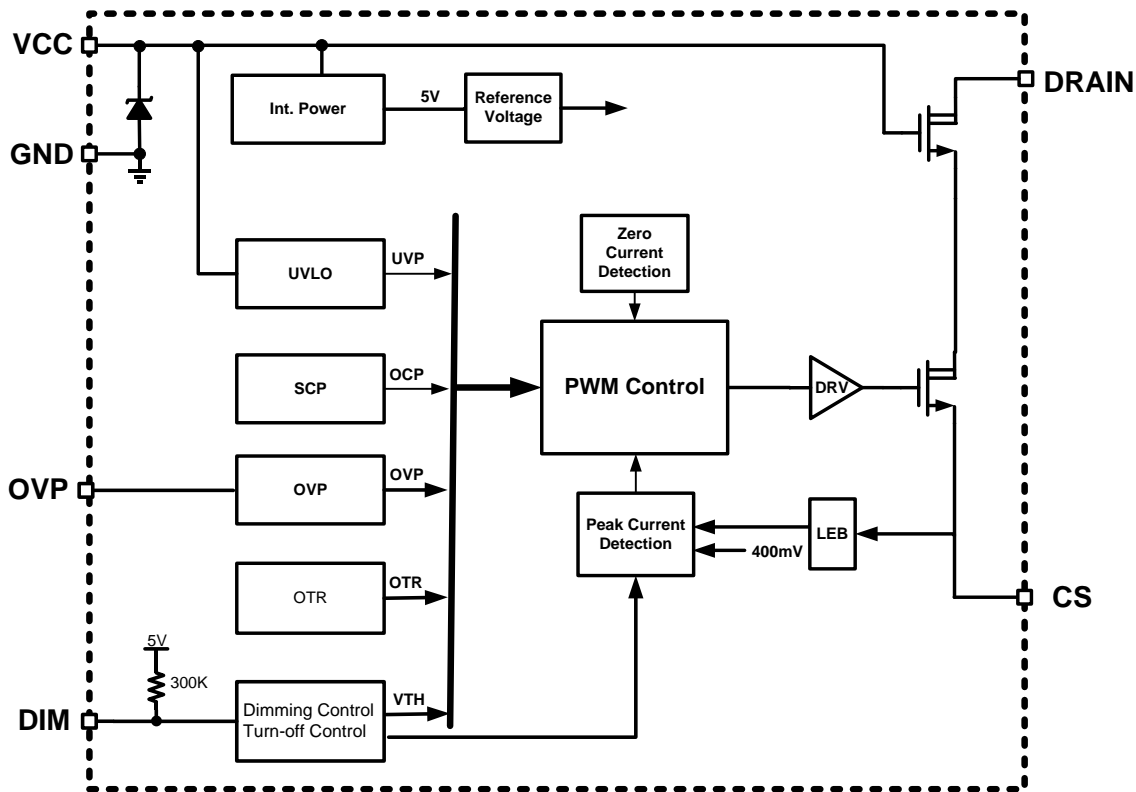 VCC
DRAIN
Int. Power
5V
Reference
Voltage
GND
Zero
Current
Detection
UVLO
UVP
SCP
OCP
PWM Control
DRV
OVP
OVP
OVP
Peak Current
Detection
LEB
400mV
OTR
OTR
CS
5V
300K
DIM
Dimming Control
Turn-off Control
VTH